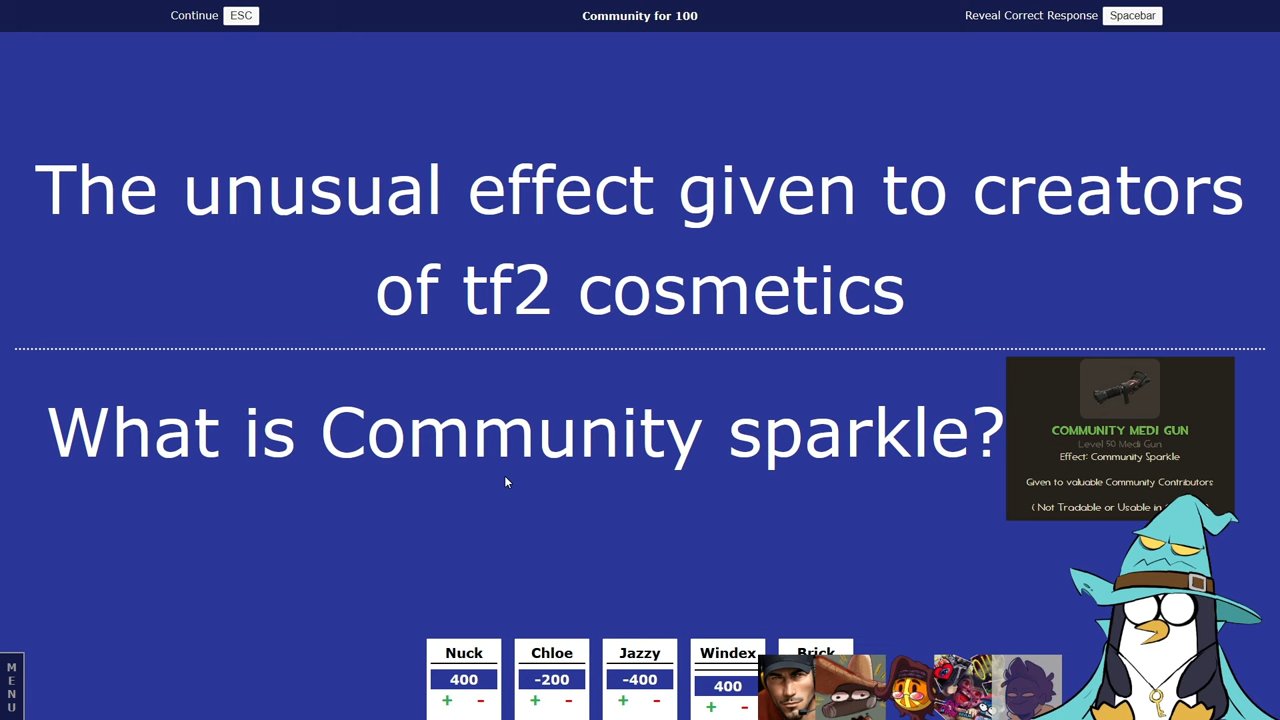 Continue ESC
Community for 100
Reveal Correct Response Spacebar
The unusual effect given to creators
of tf2 cosmetics
What is Community sparkle?
COMMUNITY MEDI GUN
Level 50 Medi Gun
Effect: Community Sparkle
Given to valuable Community Contributors
( Not Tradable or Usable in
MENU
Nuck Chloe Jazzy Windex Brick
400 -200 -400 400
+ - + - + - + -